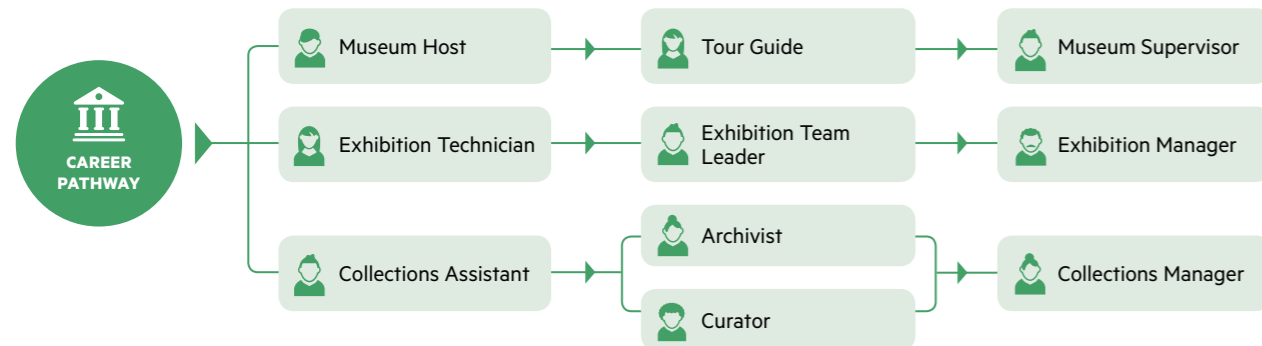 CAREER
PATHWAY
Museum Host
Tour Guide
Museum Supervisor
Exhibition Technician
Exhibition Team
Leader
Exhibition Manager
Collections Assistant
Archivist
Curator
Collections Manager